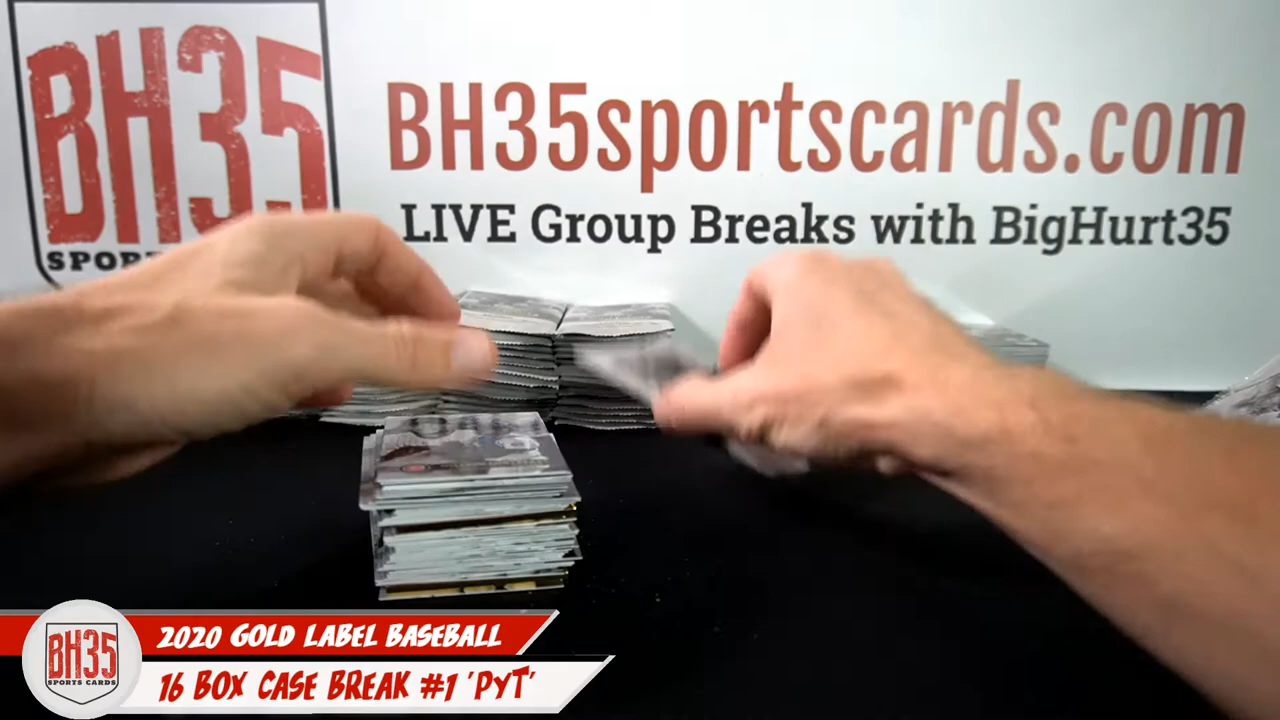 BH35
SPOR
BH35sportscards.com
LIVE Group Breaks with BigHurt35
BH35
SPORTS CARDS
2020 GOLD LABEL BASEBALL
16 BOX CASE BREAK #1 'PYT'